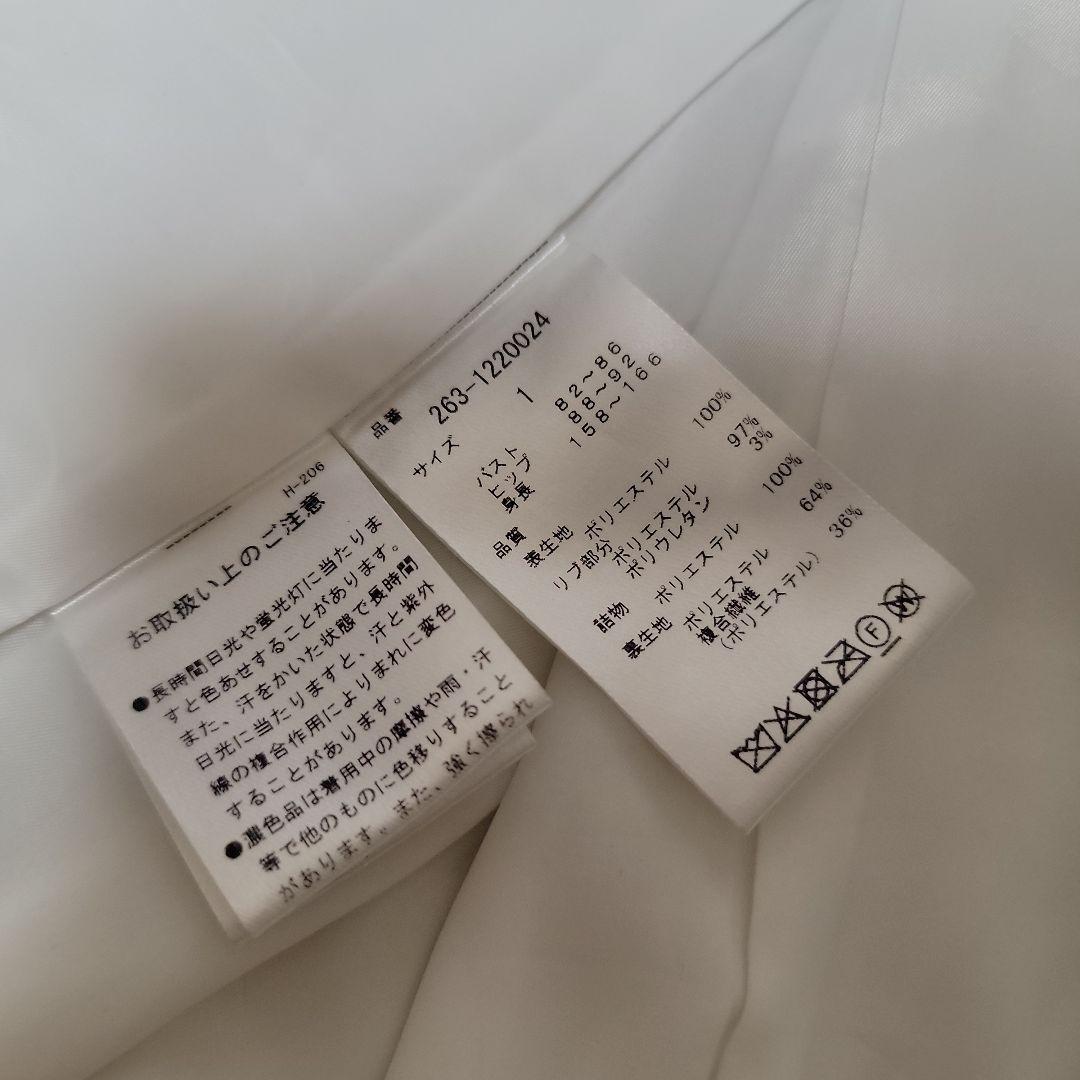 H-206
お取扱い上のご注意
●長時間日光や蛍光灯に当たりま
すと色あせすることがあります。
また、汗をかいた状態で長時間
日光に当たりますと、汗と紫外
線の複合作用によりまれに変色
することがあります。
●濃色品は着用中の摩擦や雨・汗
等で他のものに色移りすること
があります。また、強く擦られ
品番 263-1220024
サイズ 1
バスト 82～86
ヒップ 88～92
身長 158～166
品質
表生地 ポリエステル 100%
リブ部分 ポリエステル 97%
ポリウレタン 3%
詰物 ポリエステル 100%
裏生地 ポリエステル 64%
複合繊維 36%
(ポリエステル)
F
W